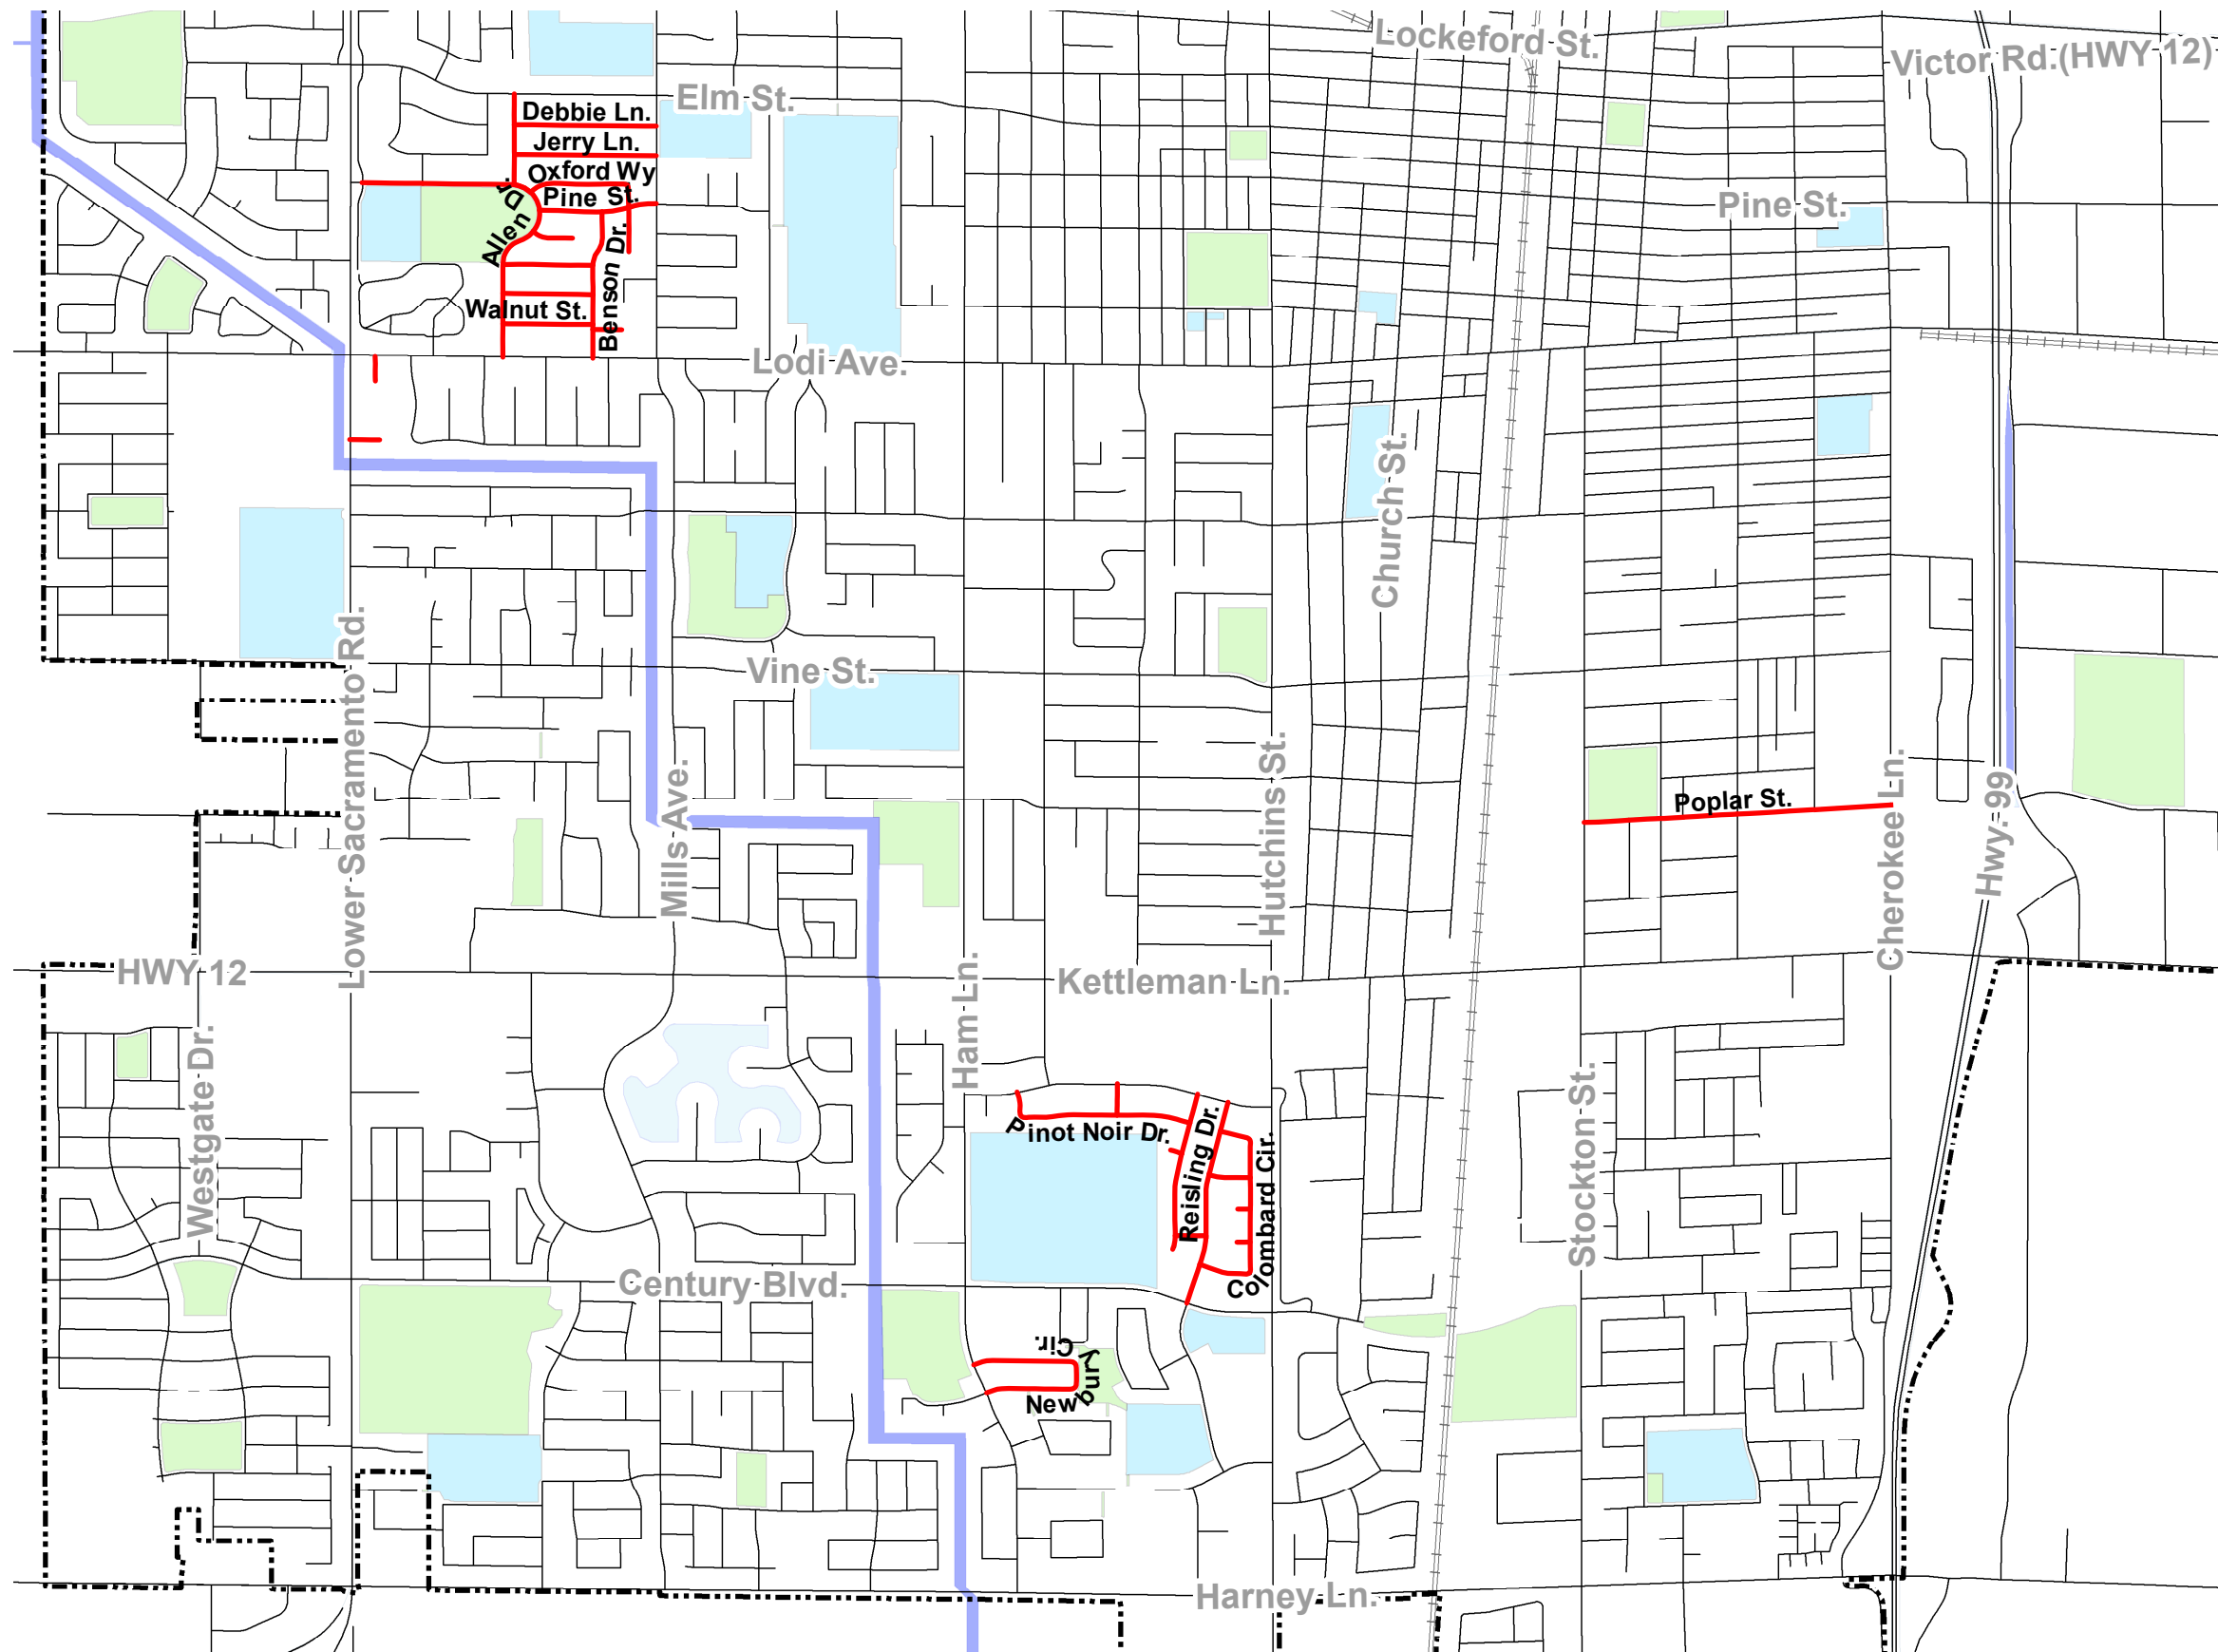 Lockeford St.
Victor Rd.(HWY 12)
Elm St.
Debbie Ln.
Jerry Ln.
Oxford Wy
Pine St.
Pine St.
Allen Dr.
Benson Dr.
Walnut St.
Lodi Ave.
Church St.
Lower Sacramento Rd.
Vine St.
Mills Ave.
Hutchins St.
Poplar St.
Cherokee Ln.
Hwy. 99
HWY 12
Kettleman Ln.
Ham Ln.
Westgate Dr.
Pinot Noir Dr.
Reisling Dr.
Colombard Cir.
Stockton St.
Century Blvd.
Newbury Cir.
Harney Ln.